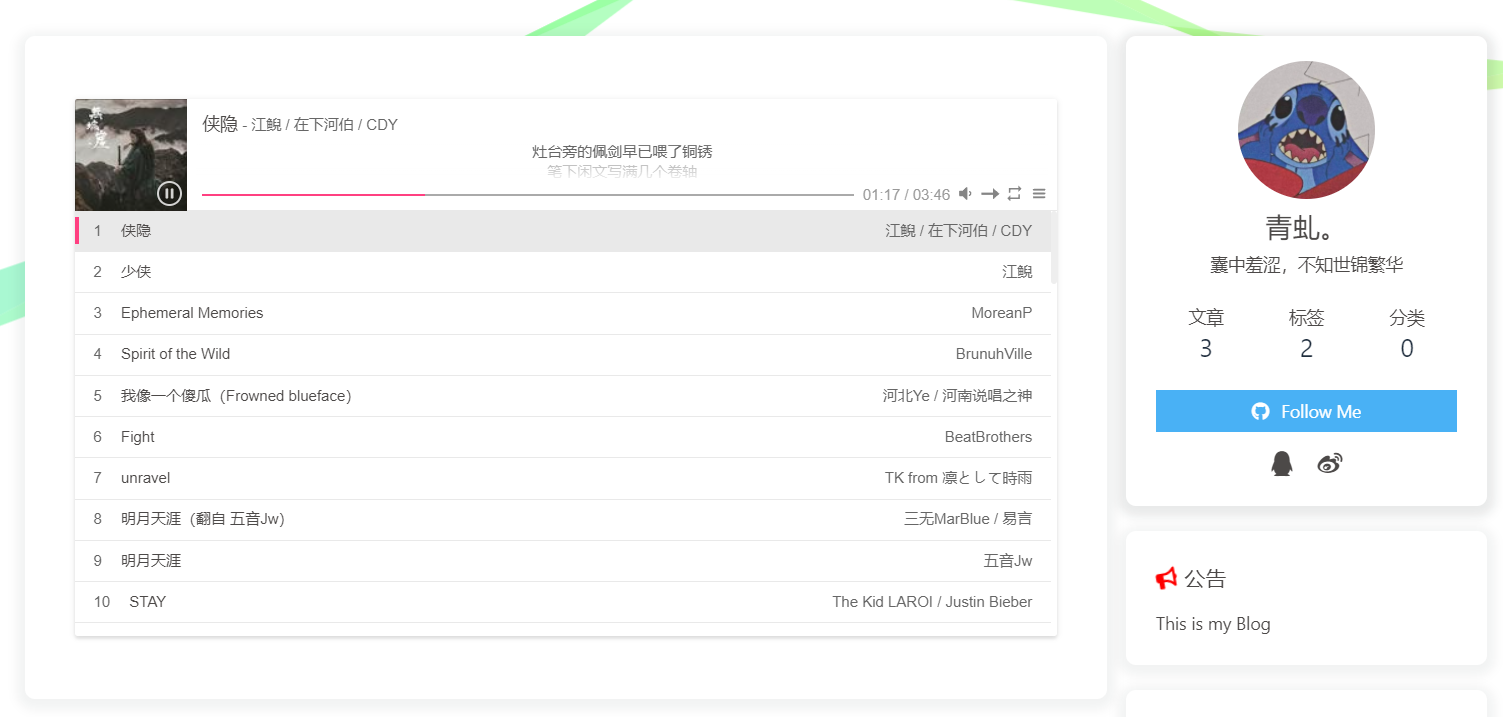 侠隐 - 江鲵 / 在下河伯 / CDY
灶台旁的佩剑早已喂了铜锈
笔下闲文写满几个卷轴
01:17 / 03:46
1 侠隐 江鲵 / 在下河伯 / CDY
2 少侠 江鲵
3 Ephemeral Memories MoreanP
4 Spirit of the Wild BrunuhVille
5 我像一个傻瓜（Frowned blueface） 河北Ye / 河南说唱之神
6 Fight BeatBrothers
7 unravel TK from 凛として時雨
8 明月天涯（翻自 五音Jw） 三无MarBlue / 易言
9 明月天涯 五音Jw
10 STAY The Kid LAROI / Justin Bieber
青虬。
囊中羞涩，不知世锦繁华
文章 标签 分类
3 2 0
Follow Me
公告
This is my Blog